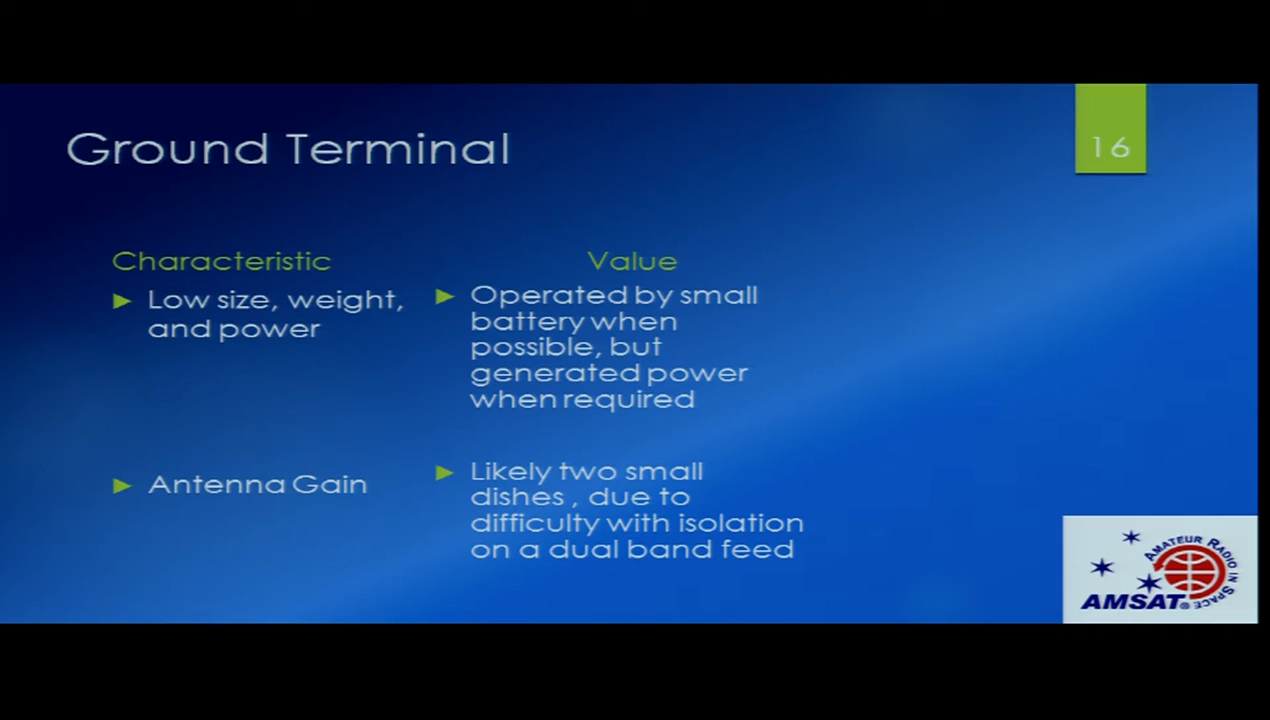 Ground Terminal
16
Characteristic
Low size, weight,
and power
Antenna Gain
Value
Operated by small
battery when
possible, but
generated power
when required
Likely two small
dishes , due to
difficulty with isolation
on a dual band feed
AMATEUR RADIO IN SPACE
AMSAT®